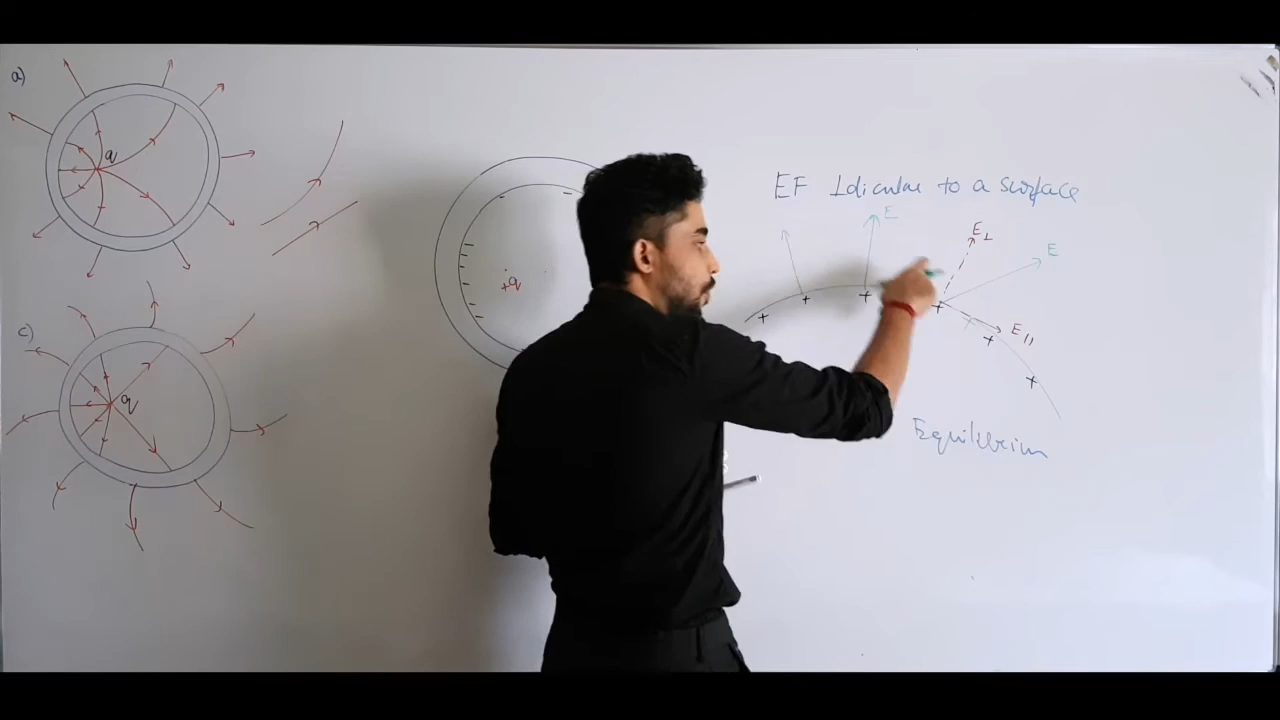 a)
q
c)
q
+q
EF ⊥dicular to a surface
E
E⊥
E
E||
Equilibrium